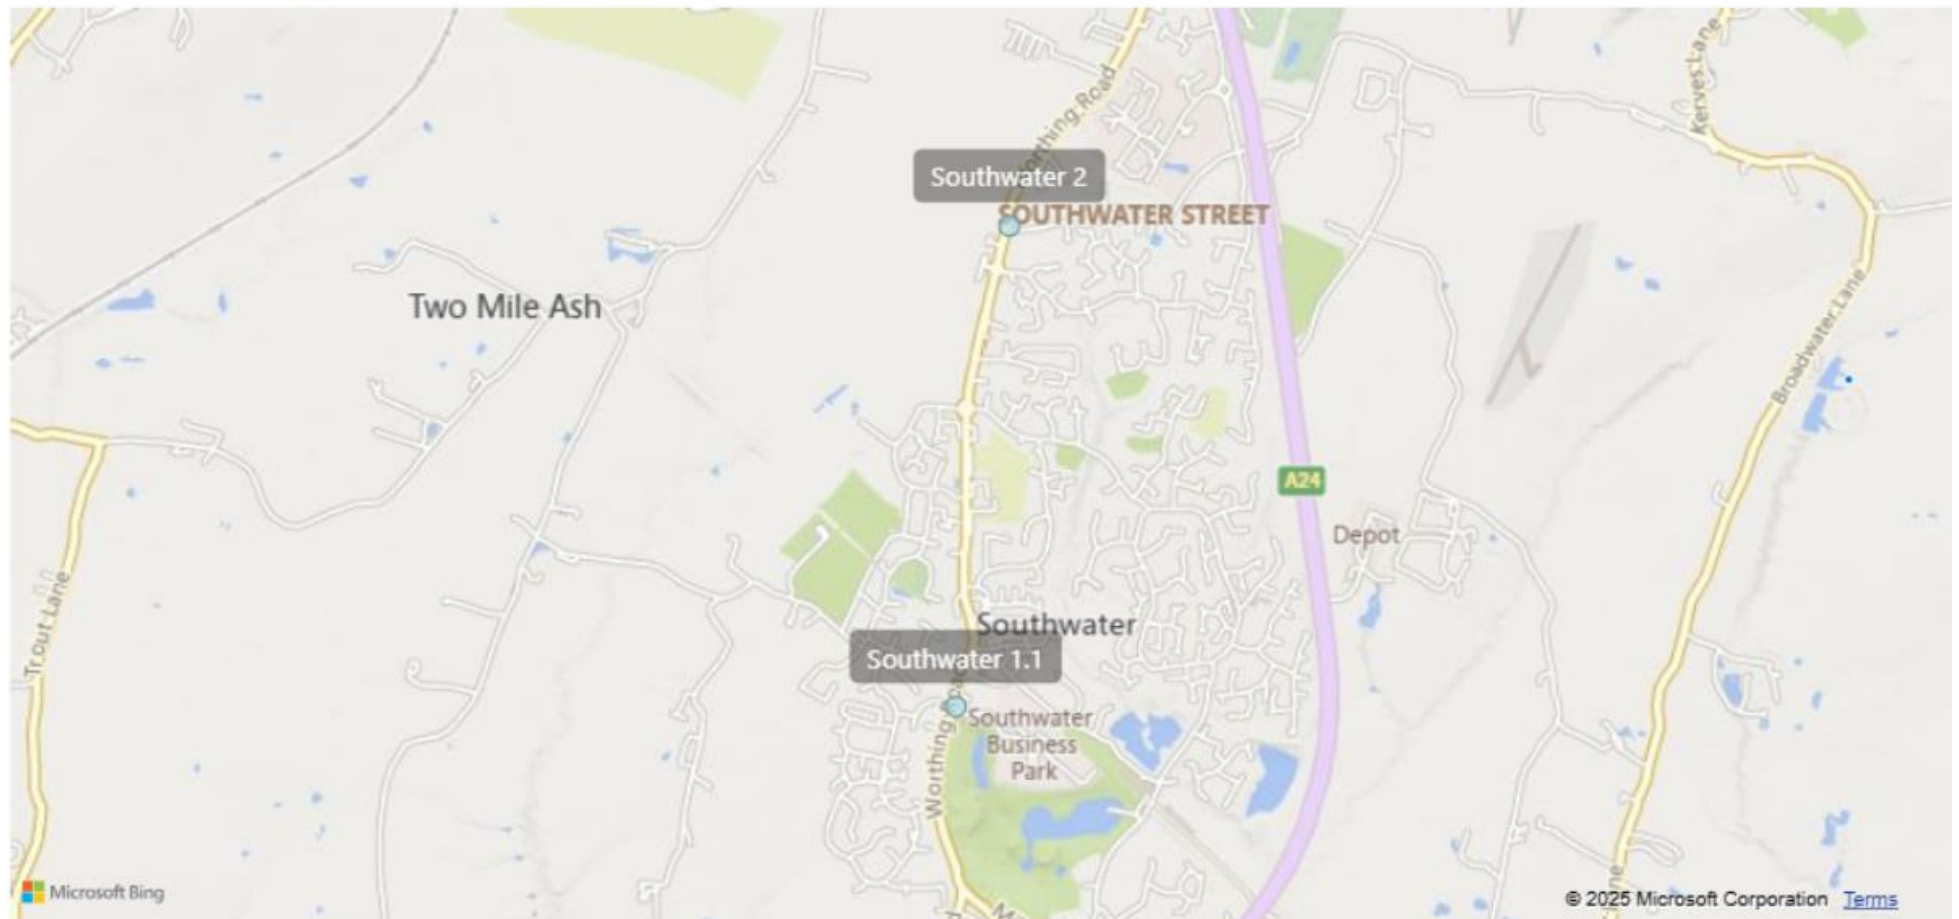 Kerves Lane
Worthing Road
Southwater 2
SOUTHWATER STREET
Two Mile Ash
Broadwater Lane
A24
Depot
Trout Lane
Southwater
Southwater 1.1
Southwater
Business
Park
Worthing
Microsoft Bing
© 2025 Microsoft Corporation Terms